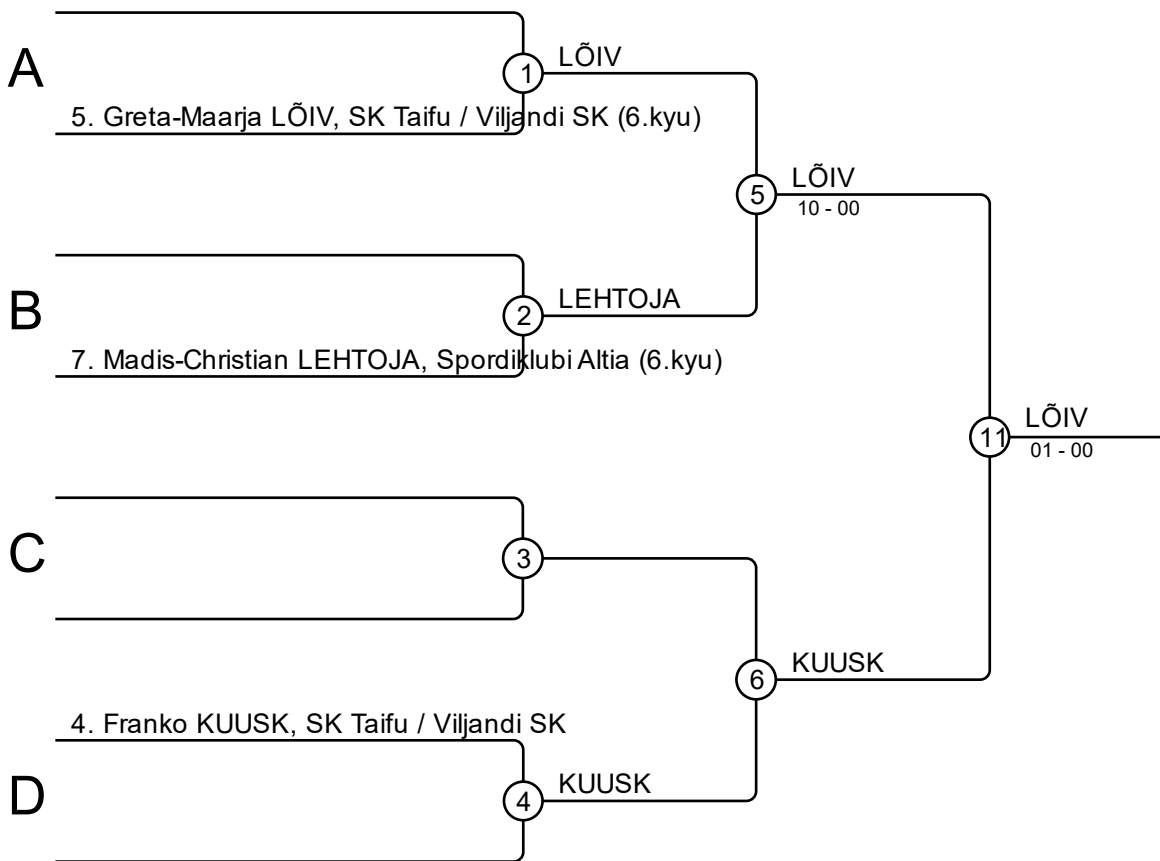 A
1
LÕIV
5. Greta-Maarja LÕIV, SK Taifu / Viljandi SK (6.kyu)
5
LÕIV
10 - 00
B
2
LEHTOJA
7. Madis-Christian LEHTOJA, Spordiklubi Altia (6.kyu)
11
LÕIV
01 - 00
C
3
6
KUUSK
4. Franko KUUSK, SK Taifu / Viljandi SK
D
4
KUUSK